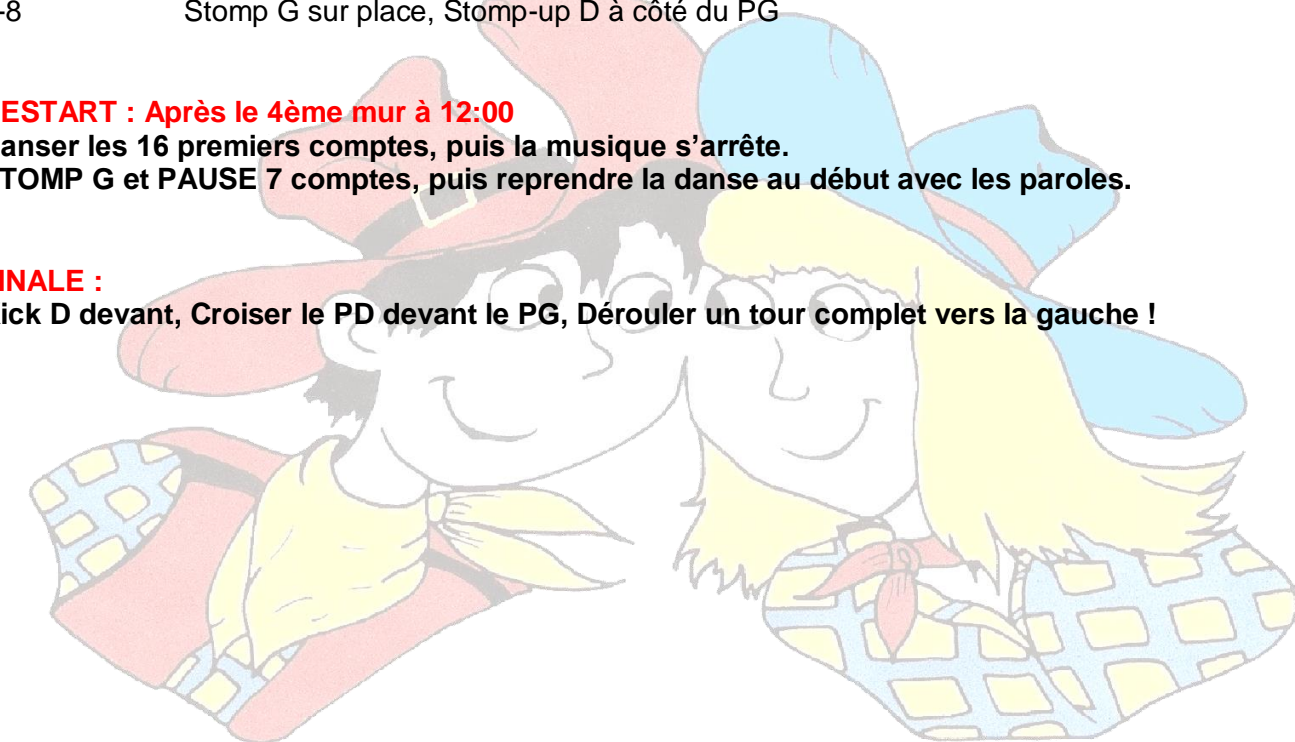 -8 Stomp G sur place, Stomp-up D à côté du PG
ESTART : Après le 4ème mur à 12:00
anser les 16 premiers comptes, puis la musique s’arrête.
TOMP G et PAUSE 7 comptes, puis reprendre la danse au début avec les paroles.
INALE :
ick D devant, Croiser le PD devant le PG, Dérouler un tour complet vers la gauche !